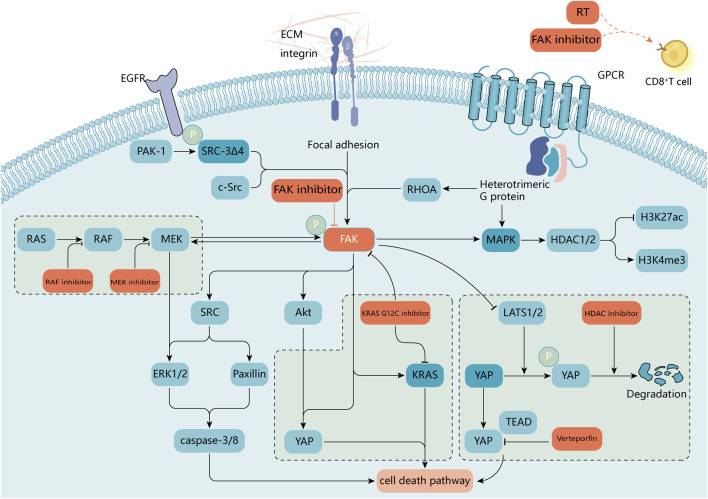 RT
FAK inhibitor
CD8⁺T cell
ECM
integrin
α
β
EGFR
GPCR
P
PAK-1
SRC-3Δ4
c-Src
Focal adhesion
FAK inhibitor
RHOA
Heterotrimeric
G protein
P
FAK
MAPK
HDAC1/2
H3K27ac
H3K4me3
RAS
RAF
MEK
RAF inhibitor
MEK inhibitor
SRC
Akt
KRAS G12C inhibitor
LATS1/2
HDAC inhibitor
ERK1/2
Paxillin
KRAS
YAP
P
YAP
Degradation
caspase-3/8
YAP
TEAD
YAP
Verteporfin
cell death pathway